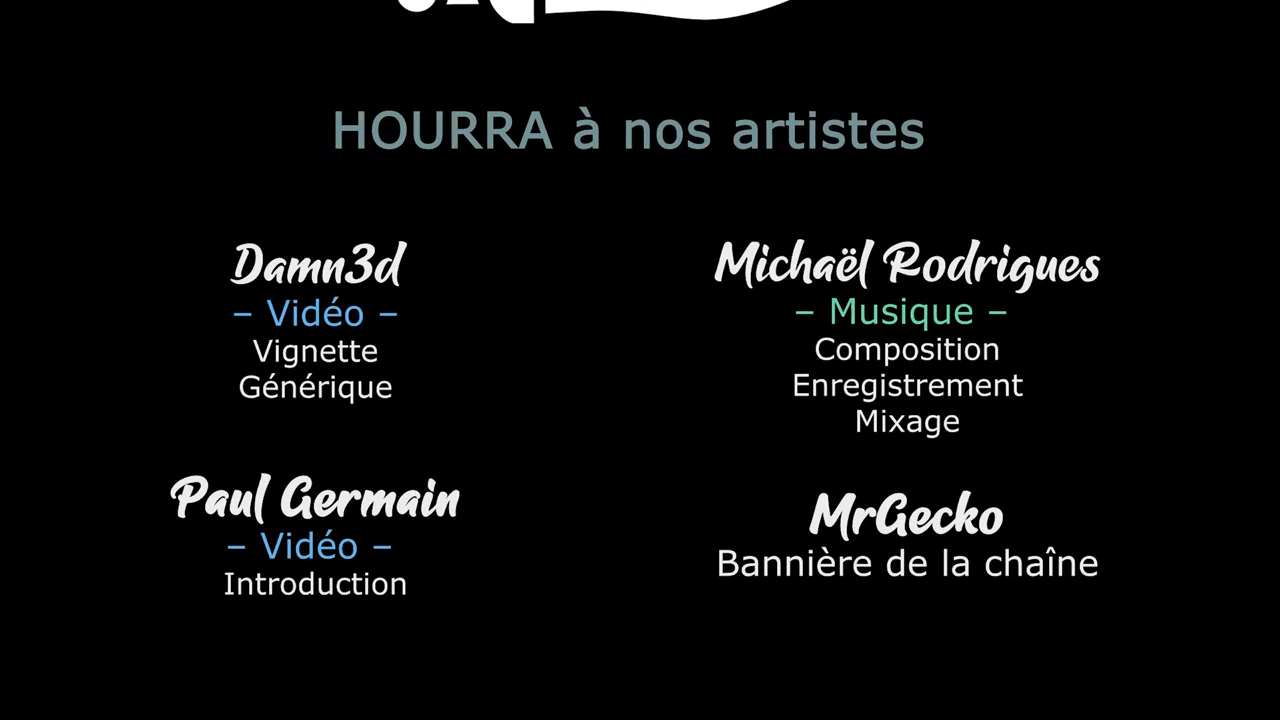 HOURRA à nos artistes
Damn3d
– Vidéo –
Vignette
Générique
Michaël Rodrigues
– Musique –
Composition
Enregistrement
Mixage
Paul Germain
– Vidéo –
Introduction
MrGecko
Bannière de la chaîne